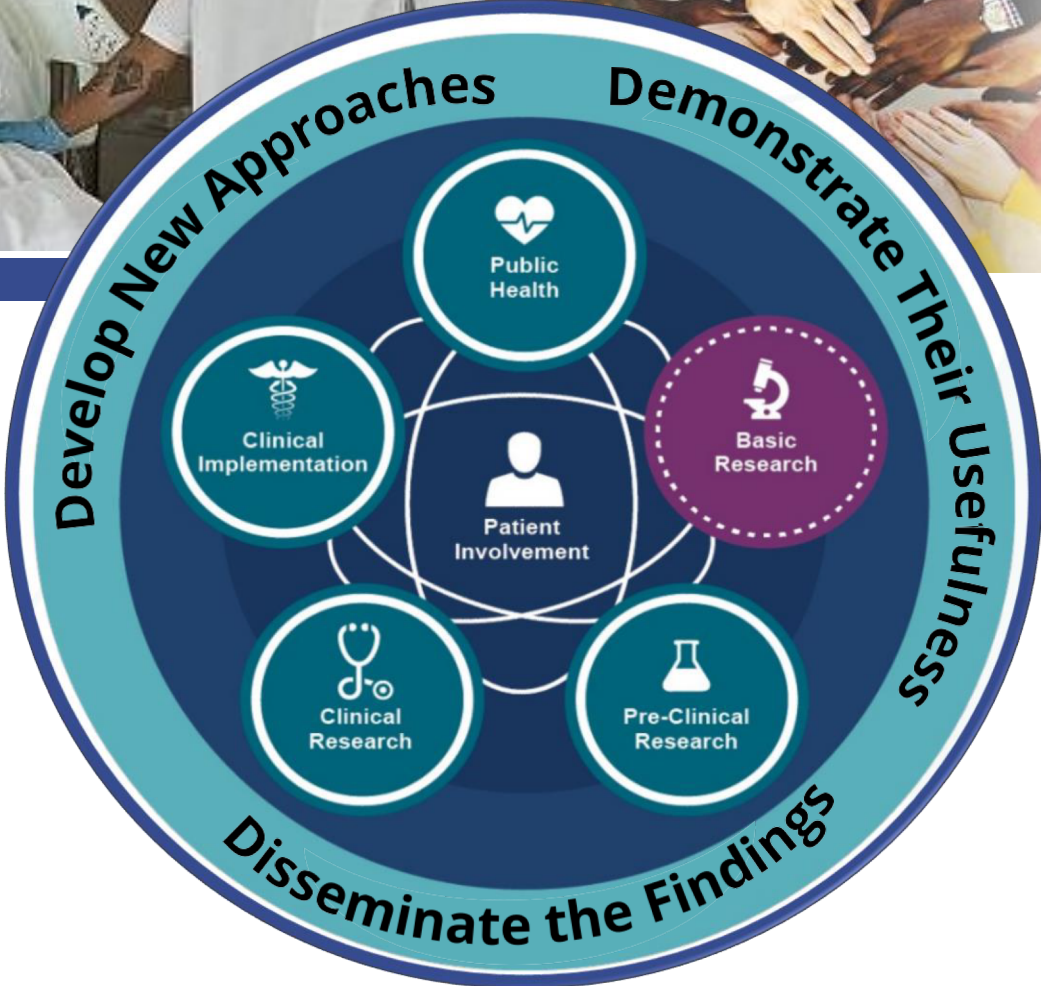 Develop New Approaches
Demonstrate Their Usefulness
Disseminate the Findings
Public
Health
Basic
Research
Pre-Clinical
Research
Clinical
Research
Clinical
Implementation
Patient
Involvement